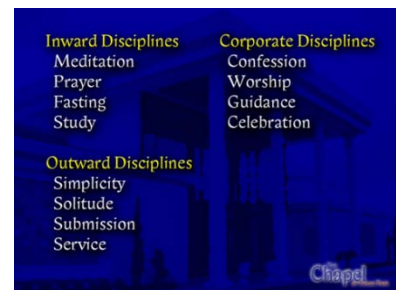 Inward Disciplines
Meditation
Prayer
Fasting
Study
Corporate Disciplines
Confession
Worship
Guidance
Celebration
Outward Disciplines
Simplicity
Solitude
Submission
Service
Chapel